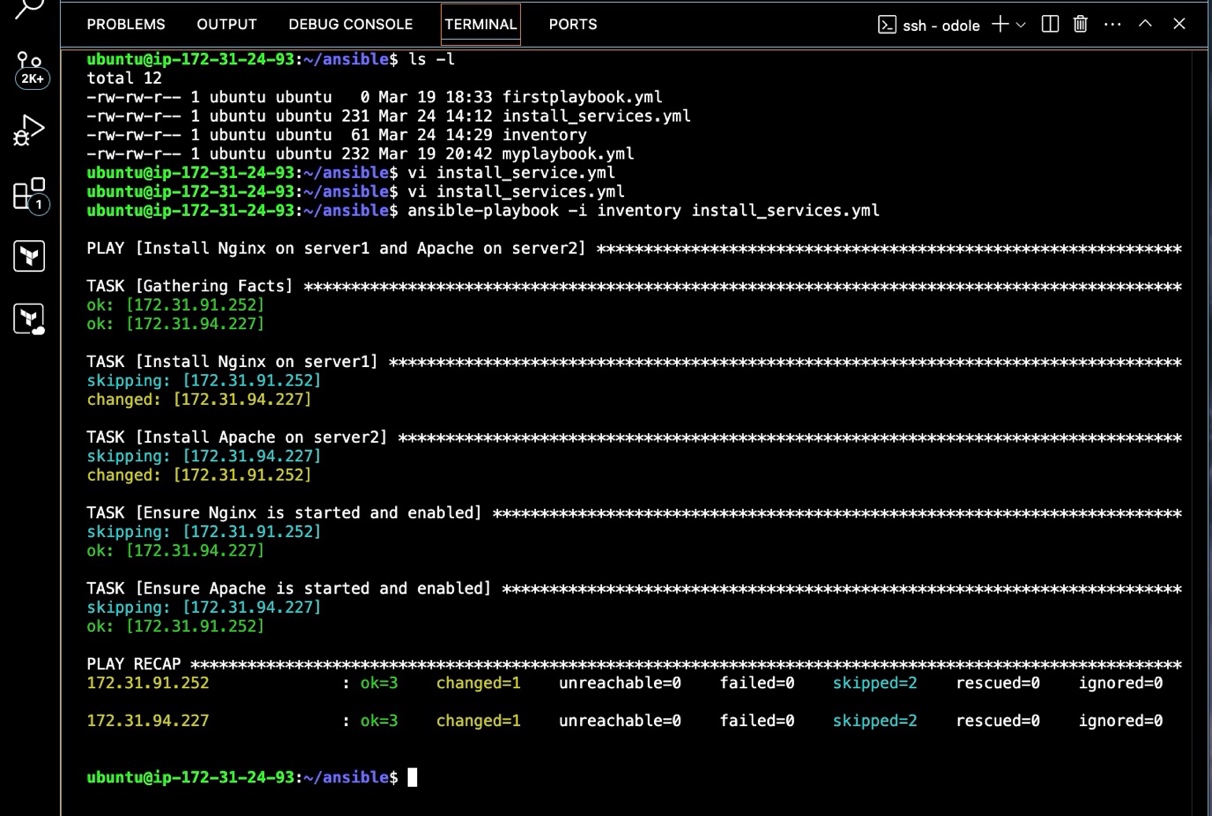 PROBLEMS OUTPUT DEBUG CONSOLE TERMINAL PORTS ssh - odole
2K+
1
ubuntu@ip-172-31-24-93:~/ansible$ ls -l
total 12
-rw-rw-r-- 1 ubuntu ubuntu   0 Mar 19 18:33 firstplaybook.yml
-rw-rw-r-- 1 ubuntu ubuntu 231 Mar 24 14:12 install_services.yml
-rw-rw-r-- 1 ubuntu ubuntu  61 Mar 24 14:29 inventory
-rw-rw-r-- 1 ubuntu ubuntu 232 Mar 19 20:42 myplaybook.yml
ubuntu@ip-172-31-24-93:~/ansible$ vi install_service.yml
ubuntu@ip-172-31-24-93:~/ansible$ vi install_services.yml
ubuntu@ip-172-31-24-93:~/ansible$ ansible-playbook -i inventory install_services.yml
PLAY [Install Nginx on server1 and Apache on server2] **************************************************************
TASK [Gathering Facts] *********************************************************************************************
ok: [172.31.91.252]
ok: [172.31.94.227]
TASK [Install Nginx on server1] ************************************************************************************
skipping: [172.31.91.252]
changed: [172.31.94.227]
TASK [Install Apache on server2] ***********************************************************************************
skipping: [172.31.94.227]
changed: [172.31.91.252]
TASK [Ensure Nginx is started and enabled] *************************************************************************
skipping: [172.31.91.252]
ok: [172.31.94.227]
TASK [Ensure Apache is started and enabled] ************************************************************************
skipping: [172.31.94.227]
ok: [172.31.91.252]
PLAY RECAP *********************************************************************************************************
172.31.91.252              : ok=3    changed=1    unreachable=0    failed=0    skipped=2    rescued=0    ignored=0
172.31.94.227              : ok=3    changed=1    unreachable=0    failed=0    skipped=2    rescued=0    ignored=0
ubuntu@ip-172-31-24-93:~/ansible$